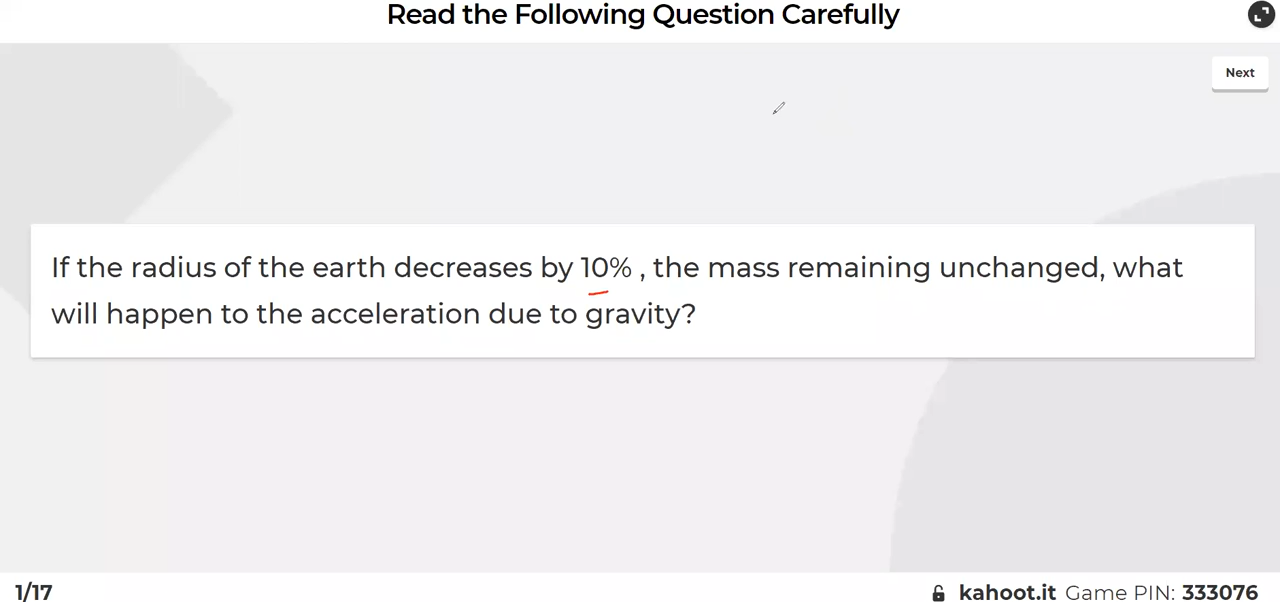 Read the Following Question Carefully
Next
If the radius of the earth decreases by 10% , the mass remaining unchanged, what
will happen to the acceleration due to gravity?
1/17
kahoot.it Game PIN: 333076